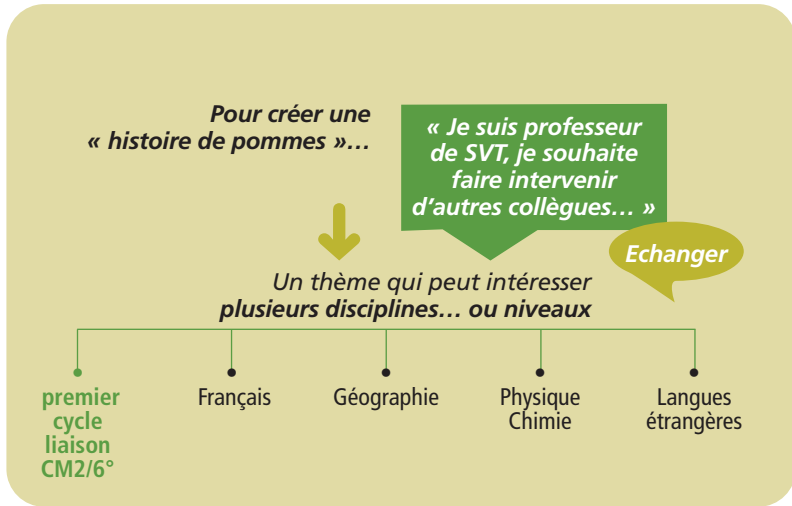 Pour créer une
« histoire de pommes »…
« Je suis professeur
de SVT, je souhaite
faire intervenir
d'autres collègues… »
Echanger
Un thème qui peut intéresser
plusieurs disciplines… ou niveaux
premier
cycle
liaison
CM2/6°
Français
Géographie
Physique
Chimie
Langues
étrangères